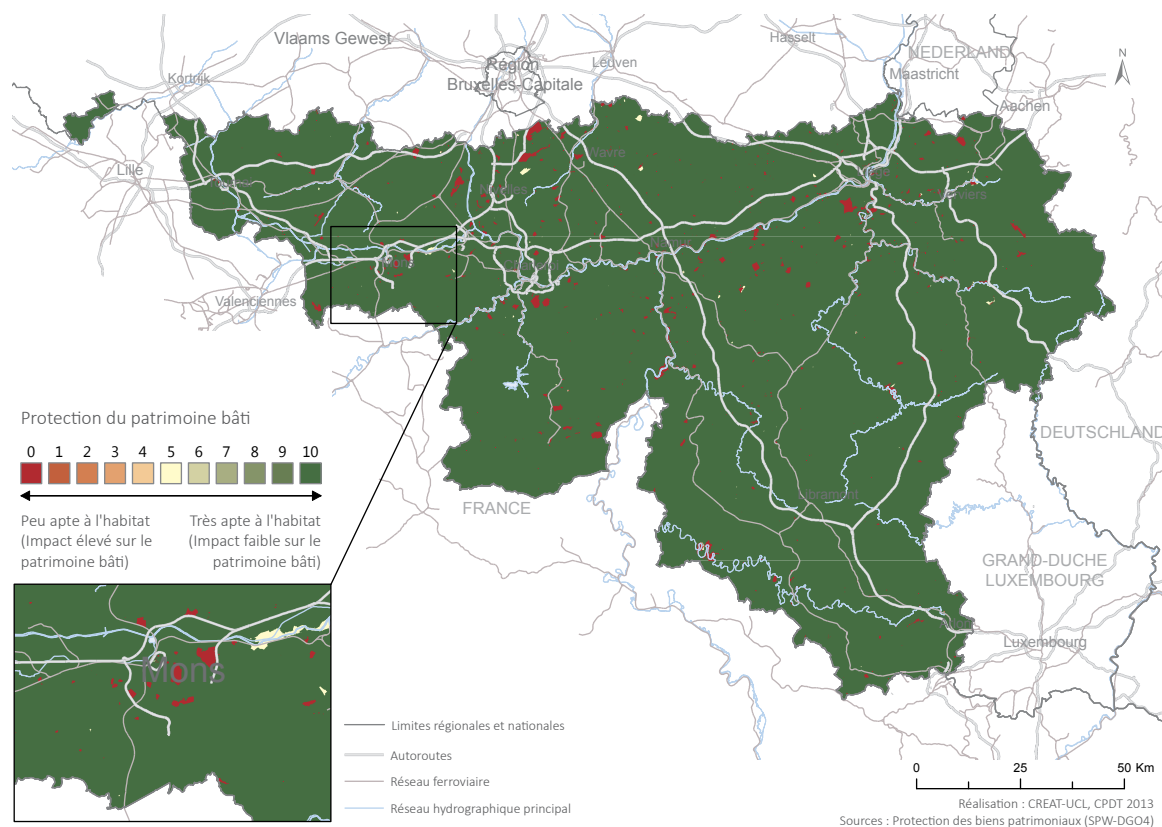 Vlaams Gewest
Hasselt
NEDERLAND
Région
Bruxelles-Capitale
Leuven
Maastricht
Kortrijk
Aachen
Lille
Wavre
Tournai
Nivelles
Liège
Verviers
Namur
Mons
Charleroi
Valenciennes
Protection du patrimoine bâti
0 1 2 3 4 5 6 7 8 9 10
Peu apte à l'habitat
(Impact élevé sur le
patrimoine bâti)
Très apte à l'habitat
(Impact faible sur le
patrimoine bâti)
DEUTSCHLAND
FRANCE
Libramont
GRAND-DUCHE
LUXEMBOURG
Arlon
Luxembourg
Mons
Limites régionales et nationales
Autoroutes
Réseau ferroviaire
Réseau hydrographique principal
N
0 25 50 Km
Réalisation : CREAT-UCL, CPDT 2013
Sources : Protection des biens patrimoniaux (SPW-DGO4)